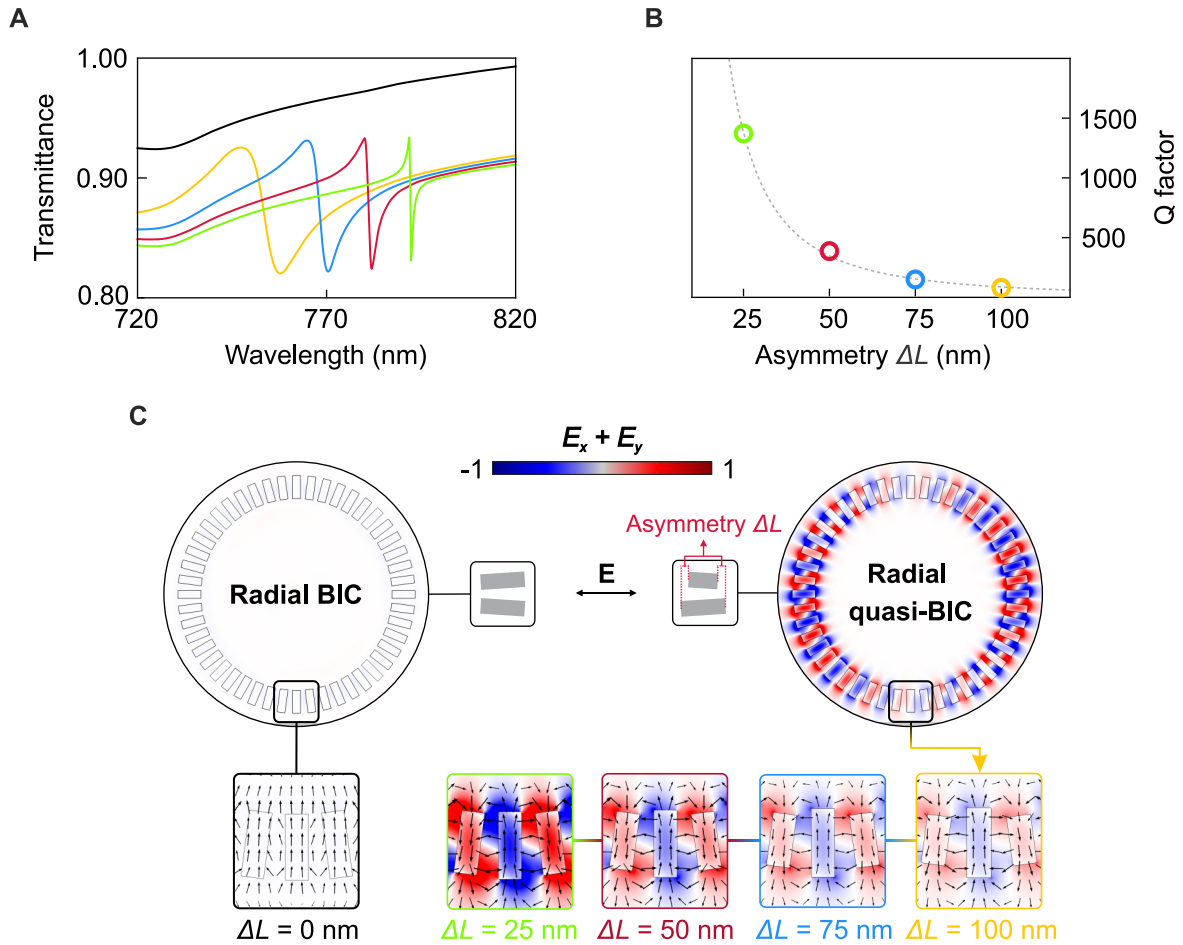 A
1.00
0.90
0.80
Transmittance
720
770
820
Wavelength (nm)
B
1500
1000
500
Q factor
25
50
75
100
Asymmetry ΔL (nm)
C
Eₓ + Eᵧ
-1
1
Asymmetry ΔL
E
Radial BIC
Radial
quasi-BIC
ΔL = 0 nm
ΔL = 25 nm
ΔL = 50 nm
ΔL = 75 nm
ΔL = 100 nm